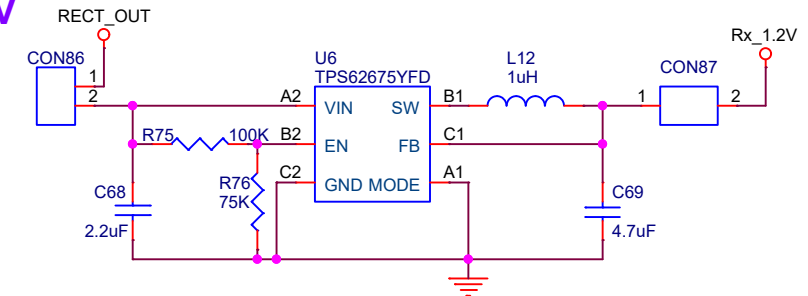 V
RECT_OUT
CON86
1
2
U6
TPS62675YFD
A2
VIN
SW
B1
L12
1uH
CON87
1
2
Rx_1.2V
R75
100K
B2
EN
FB
C1
R76
75K
C2
GND
MODE
A1
C68
2.2uF
C69
4.7uF